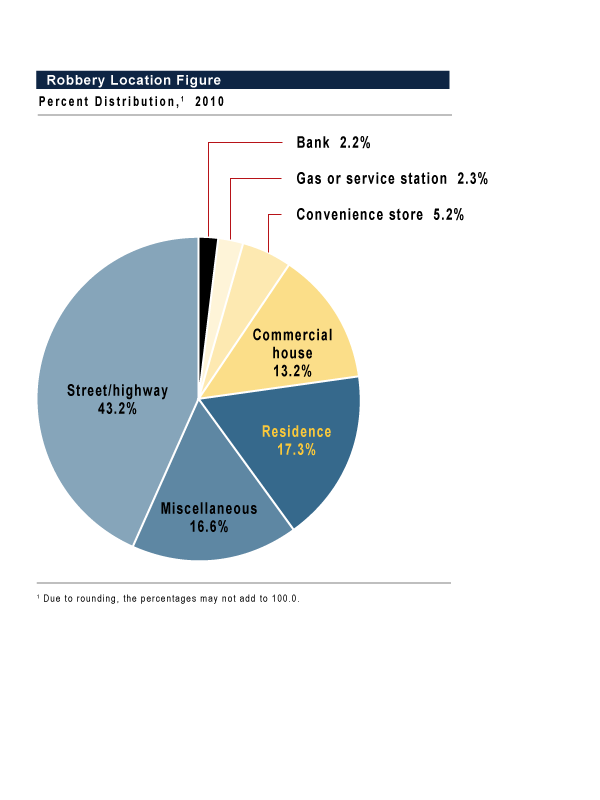 Robbery Location Figure
Percent Distribution,¹ 2010
Bank 2.2%
Gas or service station 2.3%
Convenience store 5.2%
Commercial
house
13.2%
Street/highway
43.2%
Residence
17.3%
Miscellaneous
16.6%
¹ Due to rounding, the percentages may not add to 100.0.